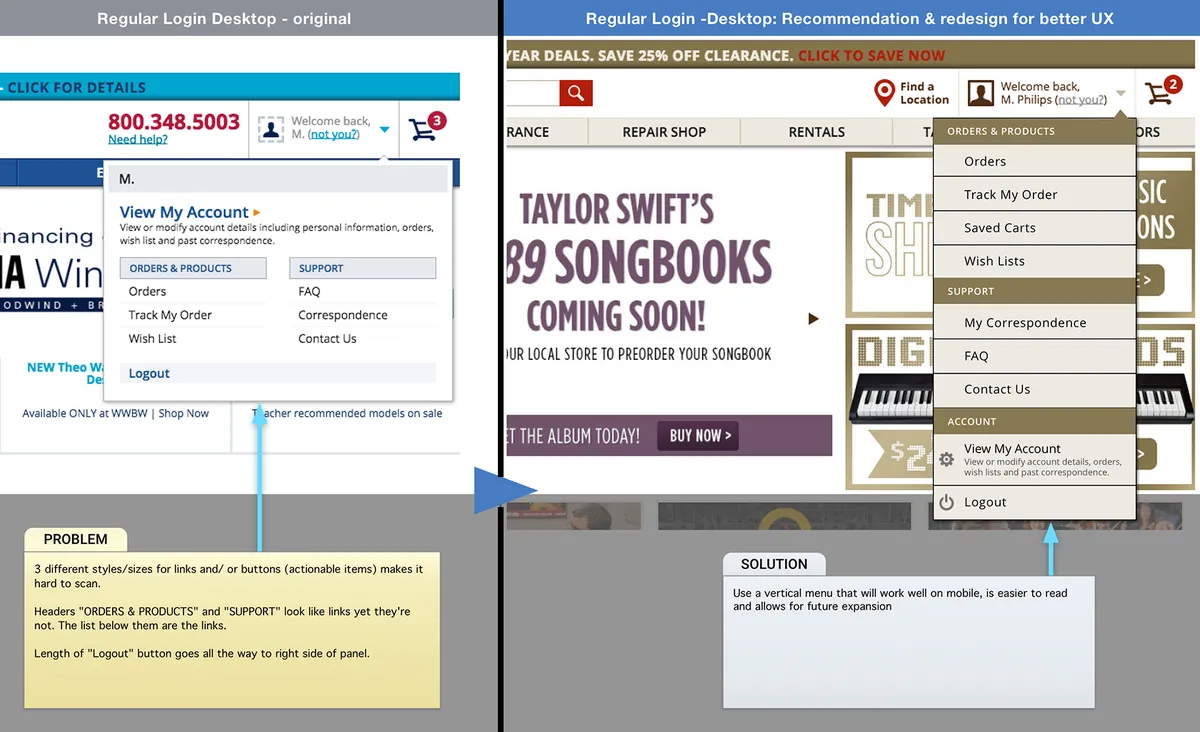 Regular Login Desktop - original
CLICK FOR DETAILS
800.348.5003
Need help?
Welcome back,
M. (not you?)
3
E
M.
View My Account
View or modify account details including personal information, orders,
wish list and past correspondence.
ORDERS & PRODUCTS
SUPPORT
Orders
FAQ
Track My Order
Correspondence
Wish List
Contact Us
Logout
inancing
IA Win
ODWIND + BR
NEW Theo Wa
De
Available ONLY at WWBW | Shop Now
Teacher recommended models on sale
PROBLEM
3 different styles/sizes for links and/ or buttons (actionable items) makes it
hard to scan.
Headers "ORDERS & PRODUCTS" and "SUPPORT" look like links yet they're
not. The list below them are the links.
Length of "Logout" button goes all the way to right side of panel.
Regular Login -Desktop: Recommendation & redesign for better UX
YEAR DEALS. SAVE 25% OFF CLEARANCE. CLICK TO SAVE NOW
Find a
Location
Welcome back,
M. Philips (not you?)
2
RANCE
REPAIR SHOP
RENTALS
TA
ORS
TAYLOR SWIFT'S
89 SONGBOOKS
COMING SOON!
OUR LOCAL STORE TO PREORDER YOUR SONGBOOK
ET THE ALBUM TODAY!
BUY NOW >
TIM
SH
SIC
ONS
E >
DIG
DS
$2
>
ORDERS & PRODUCTS
Orders
Track My Order
Saved Carts
Wish Lists
SUPPORT
My Correspondence
FAQ
Contact Us
ACCOUNT
View My Account
View or modify account details, orders,
wish lists and past correspondence.
Logout
SOLUTION
Use a vertical menu that will work well on mobile, is easier to read
and allows for future expansion